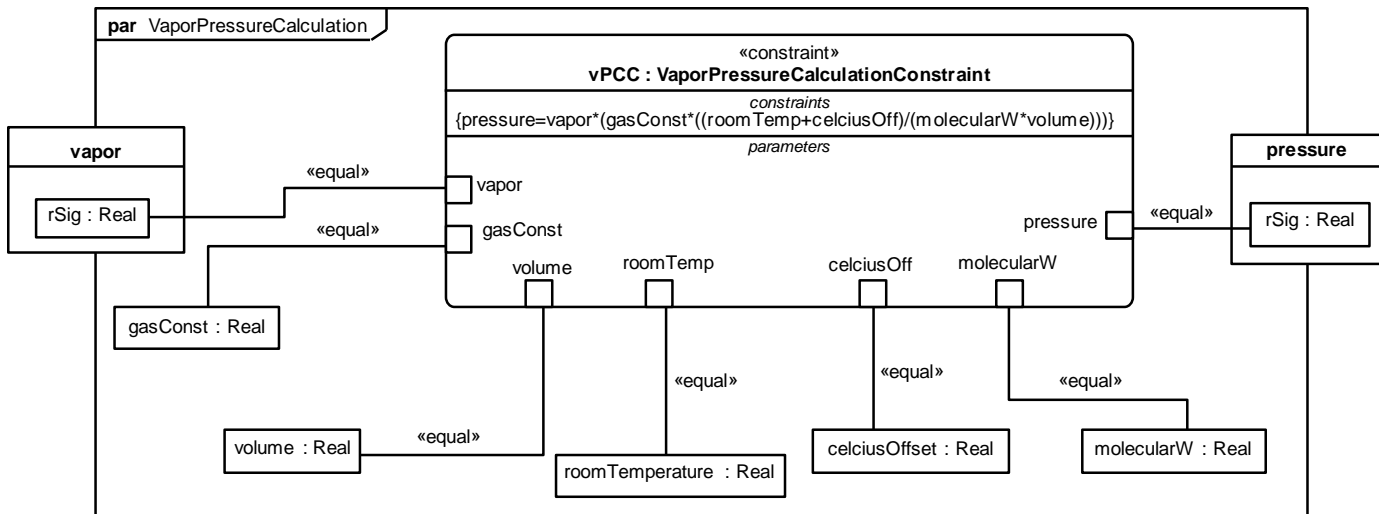 par VaporPressureCalculation
«constraint»
vPCC : VaporPressureCalculationConstraint
constraints
{pressure=vapor*(gasConst*((roomTemp+celciusOff)/(molecularW*volume)))}
parameters
vapor
rSig : Real
«equal»
vapor
«equal»
gasConst
gasConst : Real
pressure
«equal»
pressure
rSig : Real
volume
roomTemp
celciusOff
molecularW
«equal»
«equal»
«equal»
«equal»
volume : Real
roomTemperature : Real
celciusOffset : Real
molecularW : Real